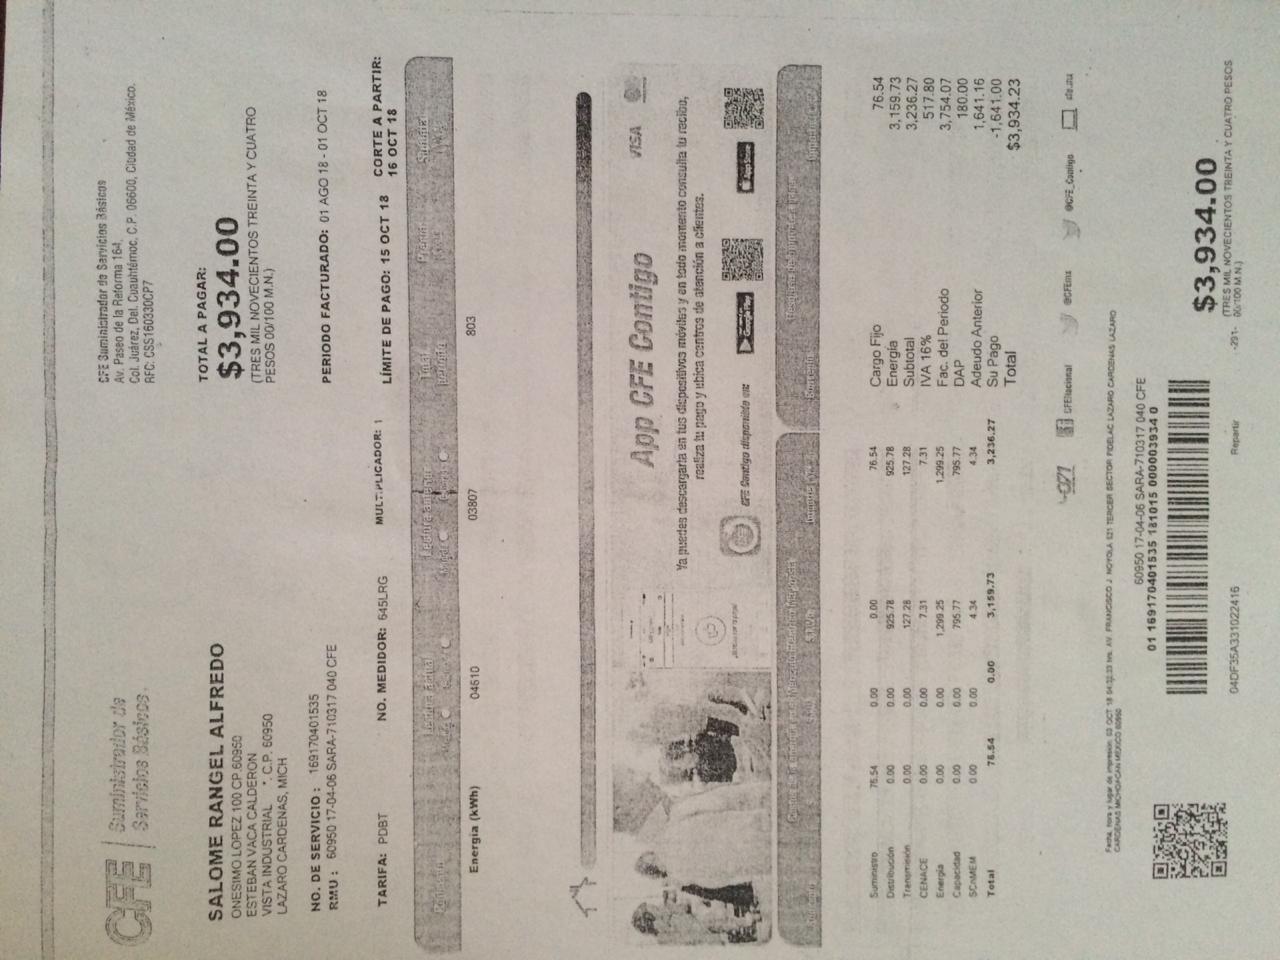 CFE Suministrador de
Servicios Básicos
CFE Suministrador de Servicios Básicos
Av. Paseo de la Reforma 164,
Col. Juárez, Del. Cuauhtémoc, C.P. 06600, Ciudad de México.
RFC: CSS160330CP7
SALOME RANGEL ALFREDO
ONESIMO LOPEZ 100 CP.60950
ESTEBAN VACA CALDERON
VISTA INDUSTRIAL *. C.P. 60950
LAZARO CARDENAS, MICH
TOTAL A PAGAR:
$3,934.00
(TRES MIL NOVECIENTOS TREINTA Y CUATRO
PESOS 00/100 M.N.)
NO. DE SERVICIO : 169170401535
RMU : 60950 17-04-06 SARA-710317 040 CFE
PERIODO FACTURADO: 01 AGO 18 - 01 OCT 18
TARIFA: PDBT NO. MEDIDOR: 645LRG MULTIPLICADOR: 1
LÍMITE DE PAGO: 15 OCT 18 CORTE A PARTIR:
16 OCT 18
Lectura actual Lectura anterior Total
periodo
Energía (kWh) 04610 03807 803
App CFE Contigo
VISA
Ya puedes descargarla en tus dispositivos móviles y en todo momento consulta tu recibo,
realiza tu pago y ubica centros de atención a clientes.
CFE Contigo disponible en: Google Play App Store
Suministro 76.54 0.00 0.00 76.54
Distribución 0.00 0.00 925.78 925.78
Transmisión 0.00 0.00 127.28 127.28
CENACE 0.00 0.00 7.31 7.31
Energía 0.00 0.00 1,299.25 1,299.25
Capacidad 0.00 0.00 795.77 795.77
SCnMEM 0.00 0.00 4.34 4.34
Total 76.54 0.00 3,159.73 3,236.27
Cargo Fijo 76.54
Energía 3,159.73
Subtotal 3,236.27
IVA 16% 517.80
Fac. del Periodo 3,754.07
DAP 180.00
Adeudo Anterior 1,641.16
Su Pago -1,641.00
Total $3,934.23
071 CFENacional @CFEmx @CFE_Contigo cfe.mx
Fecha, hora y lugar de impresión: 03 OCT 18 hrs. AV. FRANCISCO J NOYOLA 521 TERCER SECTOR FIDELAC LAZARO CARDENAS LAZARO
CARDENAS MICHOACAN MEXICO 60950
60950 17-04-06 SARA-710317 040 CFE
01 169170401535 181015 000003934 0
04DF35A331022416 Repartir -291-
$3,934.00
(TRES MIL NOVECIENTOS TREINTA Y CUATRO PESOS
00/100 M.N.)